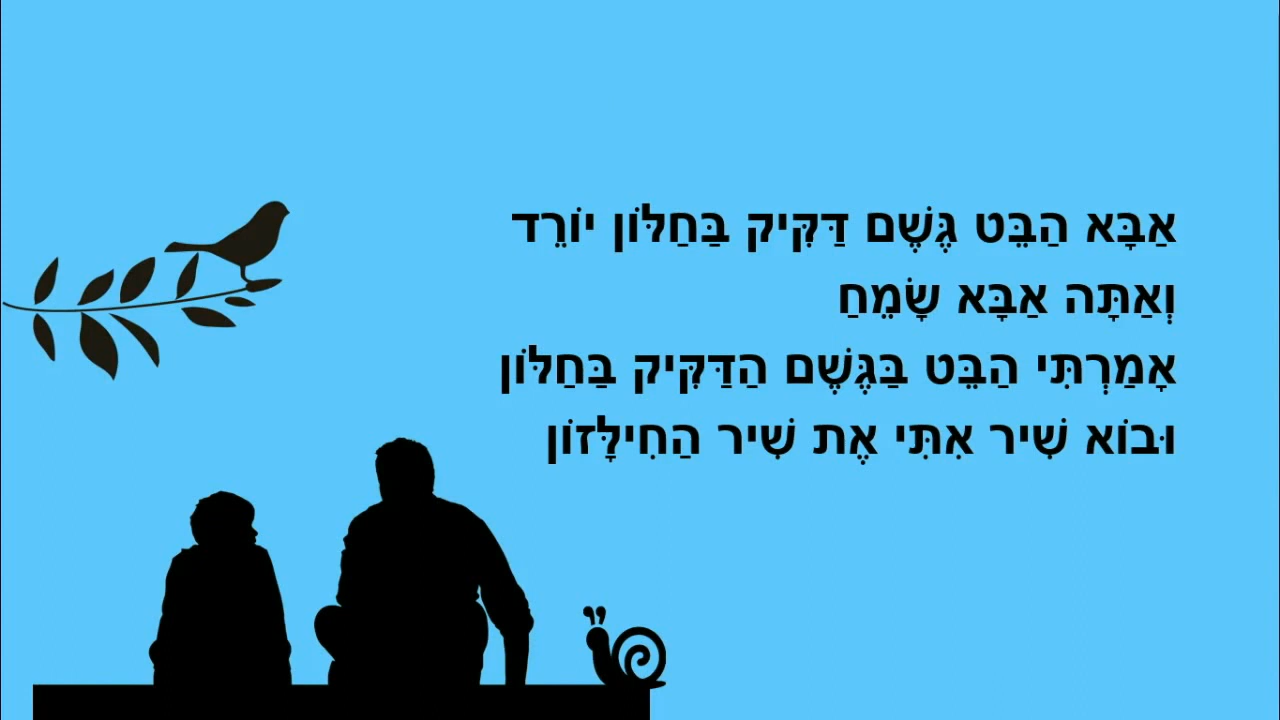 אַבָּא הַבֵּט גֶּשֶׁם דַּקִּיק בַּחַלּוֹן יוֹרֵד
וְאַתָּה אַבָּא שָׂמֵחַ
אָמַרְתִּי הַבֵּט בַּגֶּשֶׁם הַדַּקִּיק בַּחַלּוֹן
וּבוֹא שִׁיר אִתִּי אֶת שִׁיר הַחִילָּזוֹן